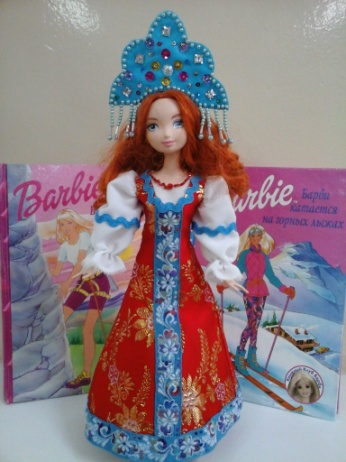 Barbie
Barbie
Барби
катается
на горных лыжах